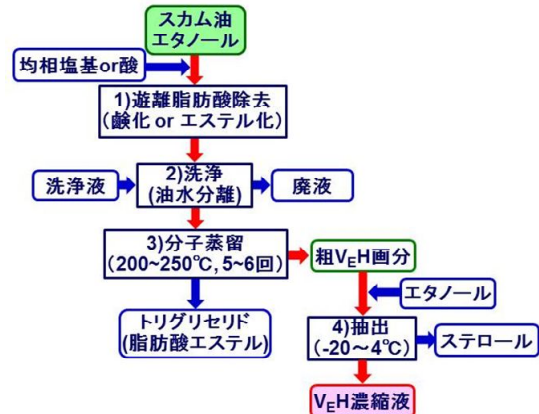 スカム油
エタノール
均相塩基or酸
1)遊離脂肪酸除去
(鹸化 or エステル化)
洗浄液
2)洗浄
(油水分離)
廃液
3)分子蒸留
(200~250℃, 5~6回)
粗VEH画分
エタノール
トリグリセリド
(脂肪酸エステル)
4)抽出
(-20～4℃)
ステロール
VEH濃縮液